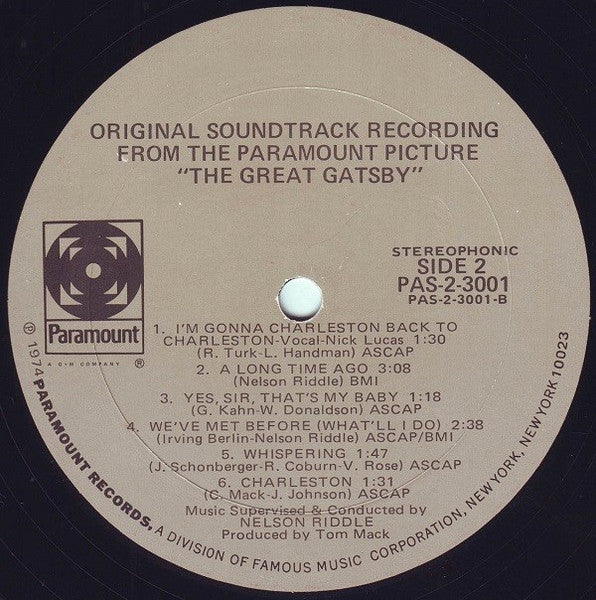 ORIGINAL SOUNDTRACK RECORDING
FROM THE PARAMOUNT PICTURE
"THE GREAT GATSBY"
STEREOPHONIC
SIDE 2
PAS-2-3001
PAS-2-3001-B
Paramount
®
A G+W COMPANY
1. I'M GONNA CHARLESTON BACK TO
CHARLESTON-Vocal-Nick Lucas 1:30
(R. Turk-L. Handman) ASCAP
2. A LONG TIME AGO 3:08
(Nelson Riddle) BMI
3. YES, SIR, THAT'S MY BABY 1:18
(G. Kahn-W. Donaldson) ASCAP
4. WE'VE MET BEFORE (WHAT'LL I DO) 2:38
(Irving Berlin-Nelson Riddle) ASCAP/BMI
5. WHISPERING 1:47
(J. Schonberger-R. Coburn-V. Rose) ASCAP
6. CHARLESTON 1:31
(C. Mack-J. Johnson) ASCAP
Music Supervised & Conducted by
NELSON RIDDLE
Produced by Tom Mack
℗ 1974 PARAMOUNT RECORDS, A DIVISION OF FAMOUS MUSIC CORPORATION, NEW YORK, NEW YORK 10023